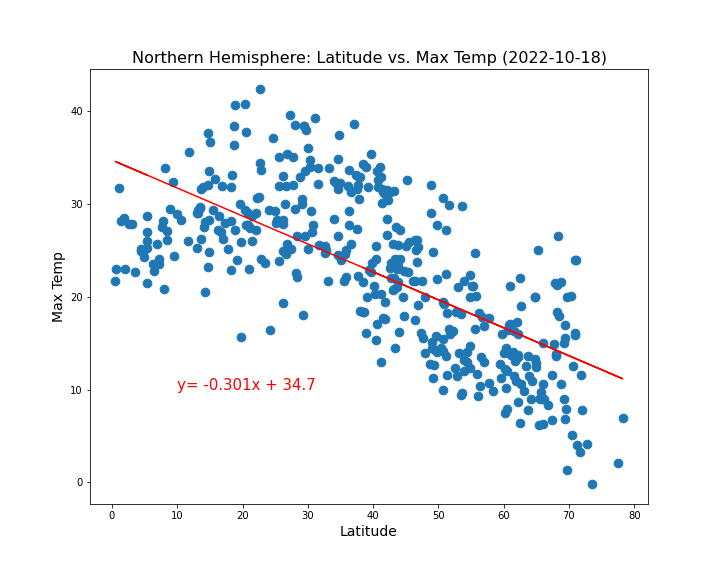 Northern Hemisphere: Latitude vs. Max Temp (2022-10-18)
40
30
20
10
0
Max Temp
y= -0.301x + 34.7
0 10 20 30 40 50 60 70 80
Latitude